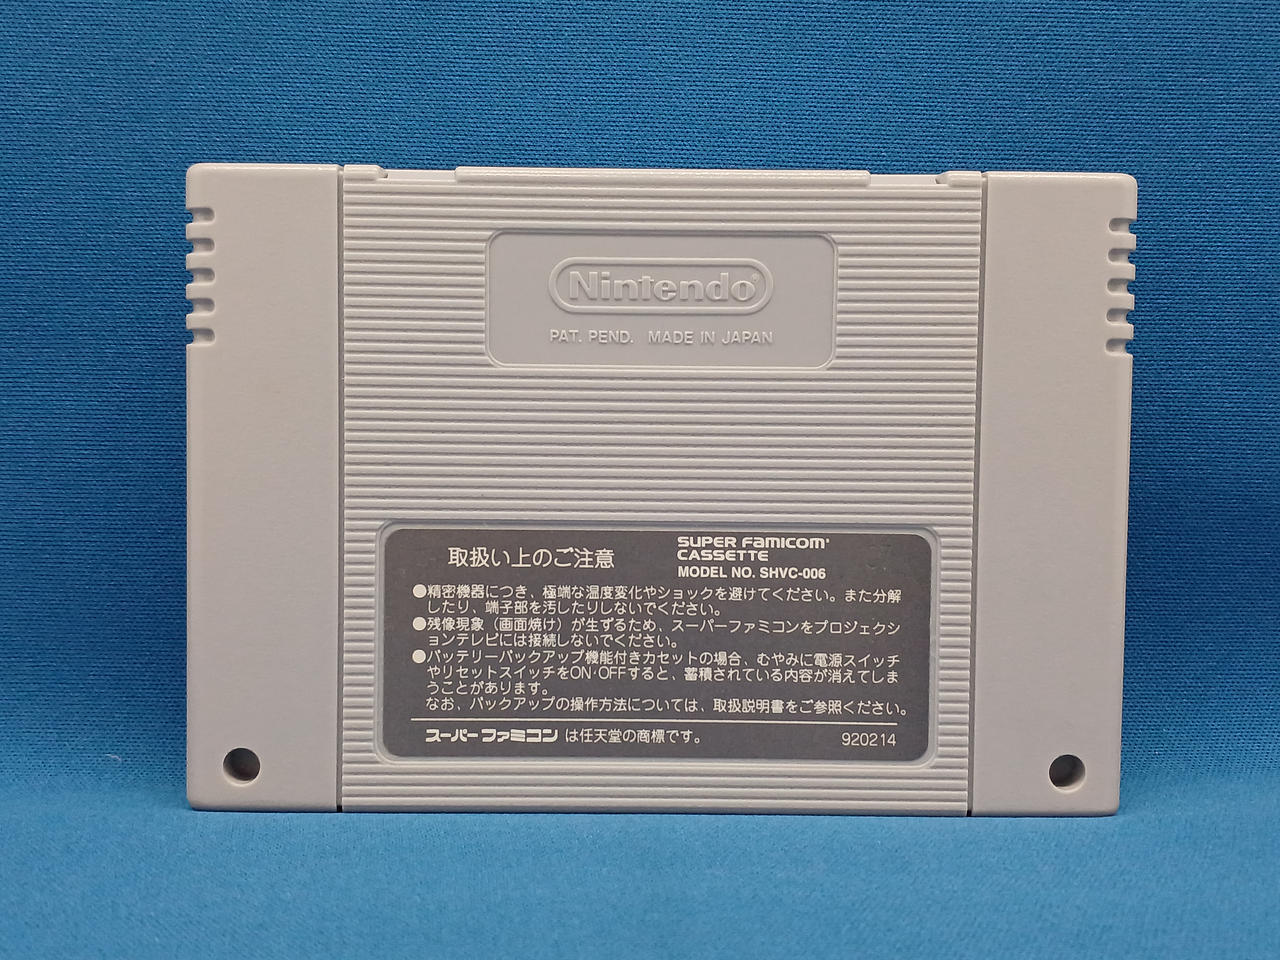 Nintendo®
PAT. PEND. MADE IN JAPAN
取扱い上のご注意
SUPER FAMICOM
CASSETTE
MODEL NO. SHVC-006
●精密機器につき、極端な温度変化やショックを避けてください。また分解
したり、端子部を汚したりしないでください。
●残像現象（画面焼け）が生ずるため、スーパーファミコンをプロジェクシ
ョンテレビには接続しないでください。
●バッテリーバックアップ機能付きカセットの場合、むやみに電源スイッチ
やリセットスイッチをON・OFFすると、蓄積されている内容が消えてしま
うことがあります。
なお、バックアップの操作方法については、取扱説明書をご参照ください。
スーパーファミコン は任天堂の商標です。
920214